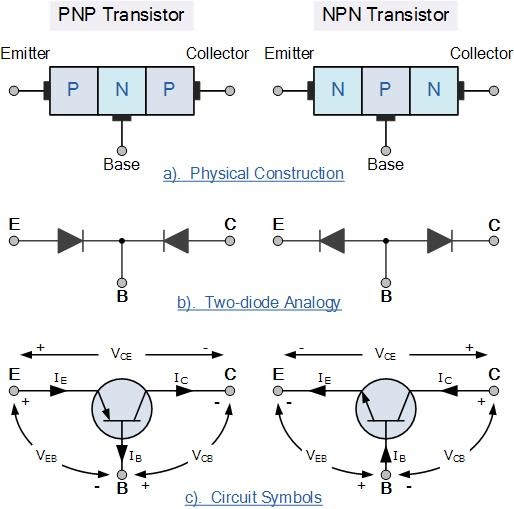 PNP Transistor NPN Transistor
Emitter Collector Emitter Collector
P N P N P N
Base Base
a). Physical Construction
E C E C
B B
b). Two-diode Analogy
+ VCE - - VCE +
E IE IC C E IE IC C
+ - - +
VEB IB VCB VEB IB VCB
- B + + B -
c). Circuit Symbols